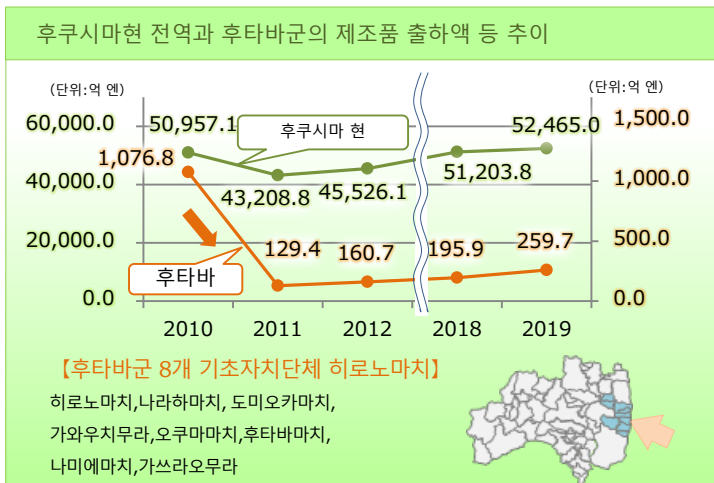 후쿠시마현 전역과 후타바군의 제조품 출하액 등 추이
(단위:억 엔)
(단위:억 엔)
60,000.0
40,000.0
20,000.0
0.0
1,500.0
1,000.0
500.0
0.0
50,957.1
후쿠시마 현
52,465.0
1,076.8
43,208.8
45,526.1
51,203.8
129.4
160.7
195.9
259.7
후타바
2010
2011
2012
2018
2019
【후타바군 8개 기초자치단체 히로노마치】
히로노마치,나라하마치, 도미오카마치,
가와우치무라,오쿠마마치,후타바마치,
나미에마치,가쓰라오무라